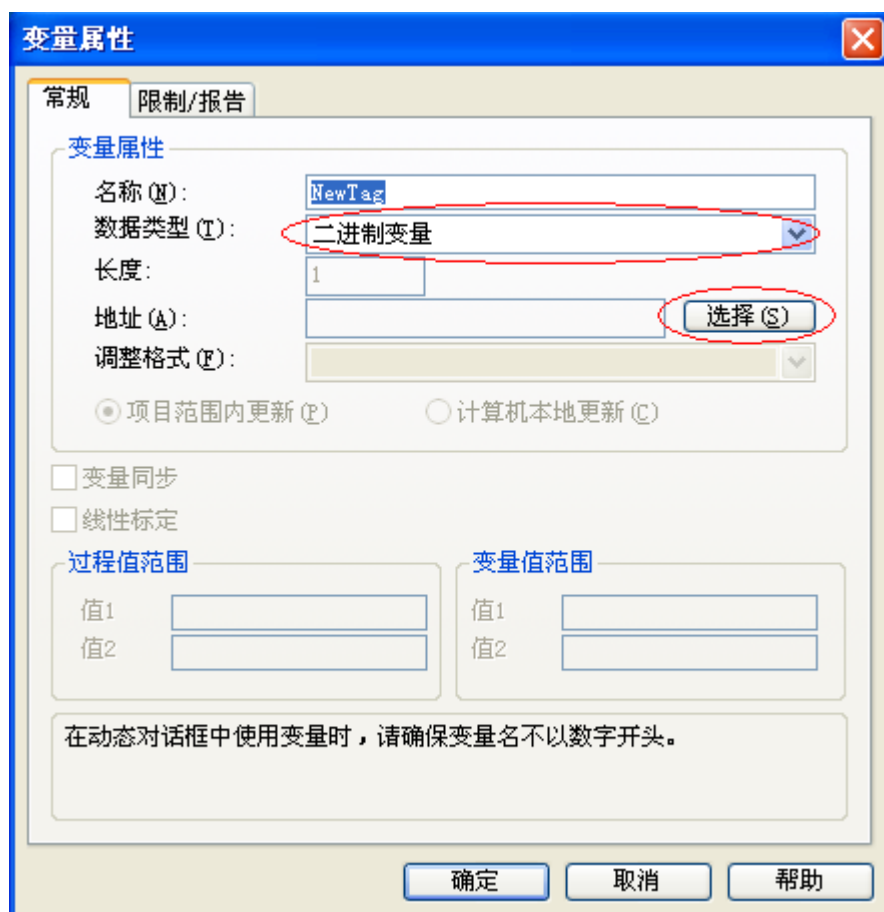 变量属性
常规 限制/报告
变量属性
名称(N): NewTag
数据类型(T): 二进制变量
长度: 1
地址(A): 选择(S)
调整格式(F):
项目范围内更新(P) 计算机本地更新(C)
变量同步
线性标定
过程值范围 变量值范围
值1 值1
值2 值2
在动态对话框中使用变量时，请确保变量名不以数字开头。
确定 取消 帮助